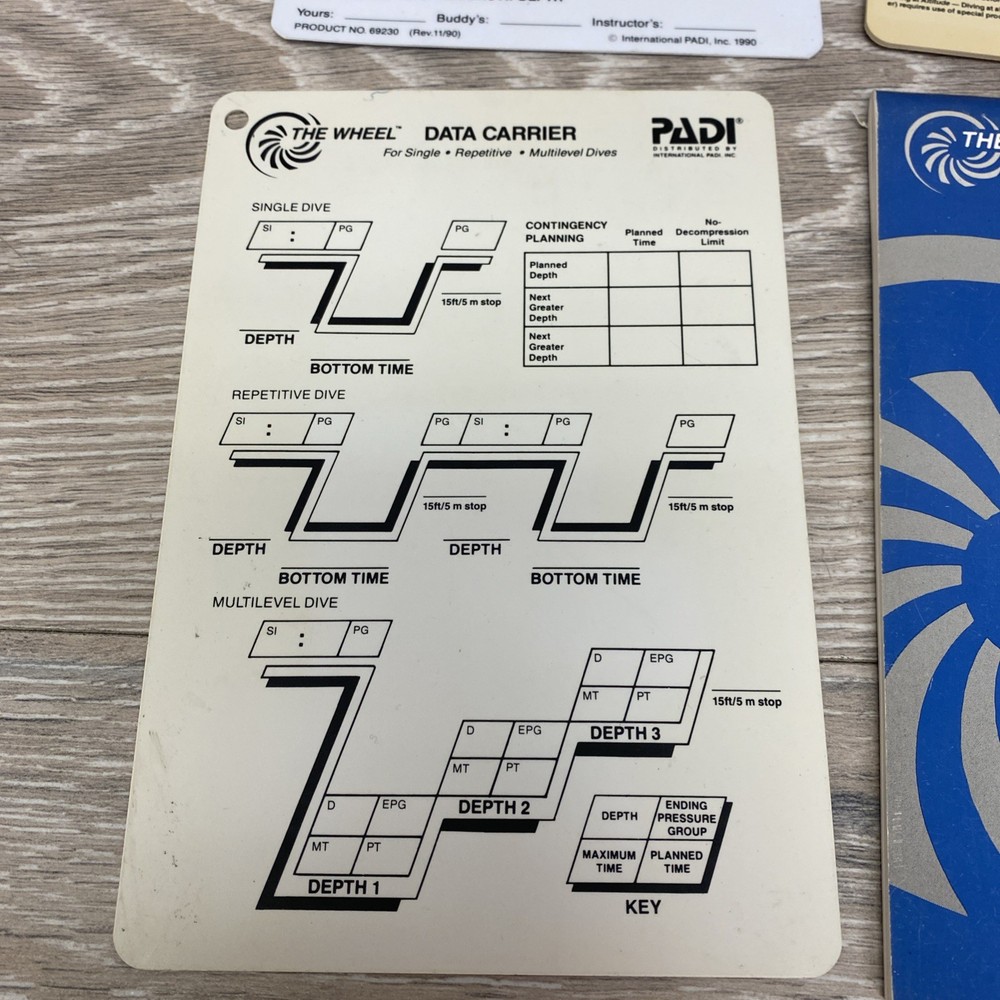 Yours: Buddy's: Instructor's:
PRODUCT NO. 69230 (Rev.11/90) © International PADI, Inc. 1990
er) requires use of special
THE WHEEL™ DATA CARRIER
For Single • Repetitive • Multilevel Dives
PADI®
DISTRIBUTED BY
INTERNATIONAL PADI, INC.
THE
SINGLE DIVE
SI : PG PG
15ft/5 m stop
DEPTH
BOTTOM TIME
CONTINGENCY
PLANNING
Planned
Time
No-
Decompression
Limit
Planned
Depth
Next
Greater
Depth
Next
Greater
Depth
REPETITIVE DIVE
SI : PG PG SI : PG PG
15ft/5 m stop 15ft/5 m stop
DEPTH DEPTH
BOTTOM TIME BOTTOM TIME
MULTILEVEL DIVE
SI : PG
D EPG
MT PT
DEPTH 3
15ft/5 m stop
D EPG
MT PT
DEPTH 2
D EPG
MT PT
DEPTH 1
DEPTH
ENDING
PRESSURE
GROUP
MAXIMUM
TIME
PLANNED
TIME
KEY